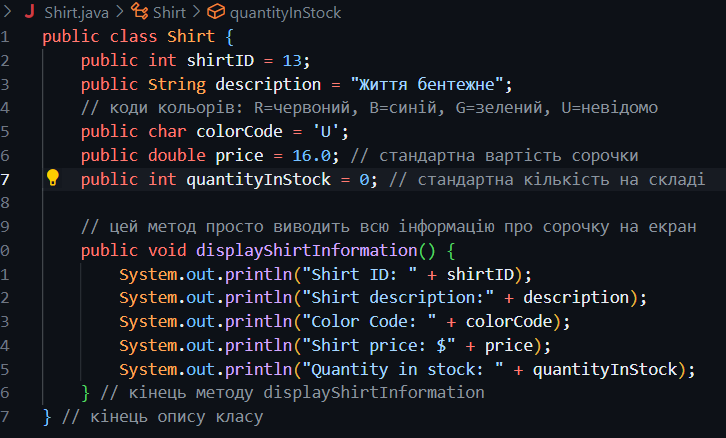 Shirt.java > Shirt > quantityInStock
1 public class Shirt {
2 public int shirtID = 13;
3 public String description = "Життя бентежне";
4 // коди кольорів: R=червоний, B=синій, G=зелений, U=невідомо
5 public char colorCode = 'U';
6 public double price = 16.0; // стандартна вартість сорочки
7 public int quantityInStock = 0; // стандартна кількість на складі
8
9 // цей метод просто виводить всю інформацію про сорочку на екран
0 public void displayShirtInformation() {
1 System.out.println("Shirt ID: " + shirtID);
2 System.out.println("Shirt description:" + description);
3 System.out.println("Color Code: " + colorCode);
4 System.out.println("Shirt price: $" + price);
5 System.out.println("Quantity in stock: " + quantityInStock);
6 } // кінець методу displayShirtInformation
7 } // кінець опису класу